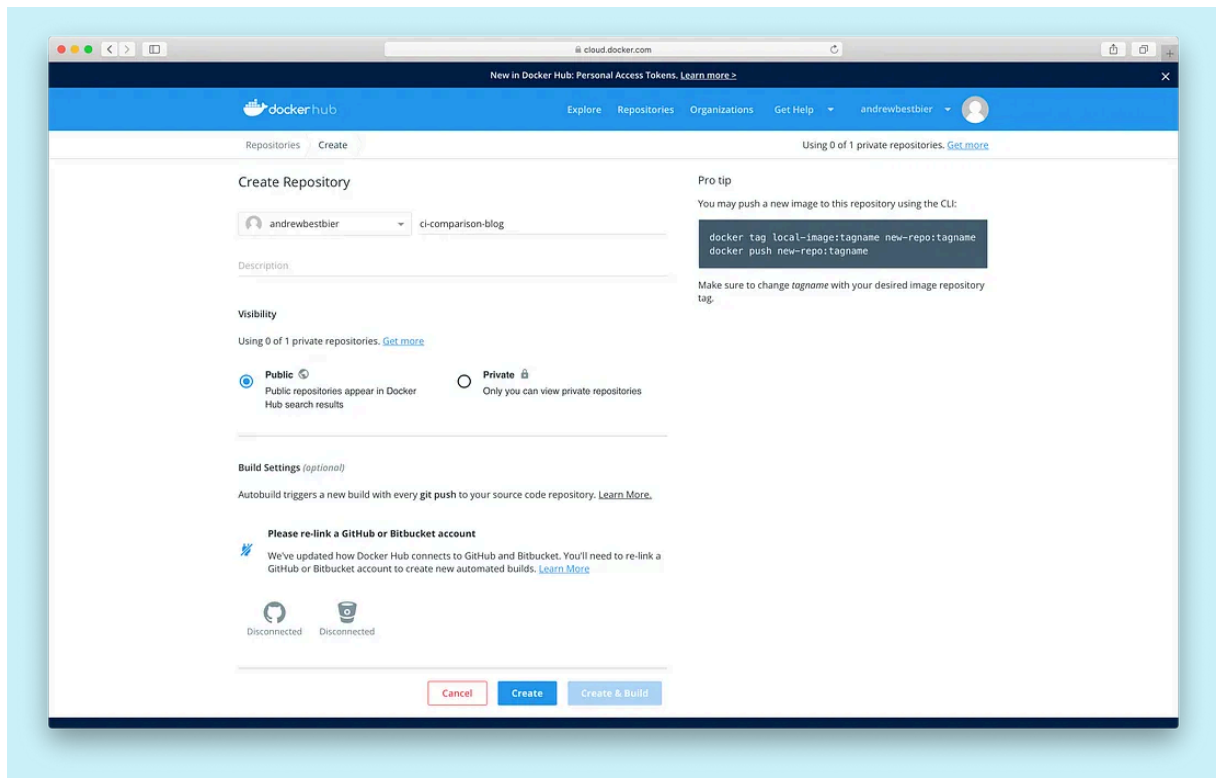 cloud.docker.com
New in Docker Hub: Personal Access Tokens. Learn more >
dockerhub
Explore Repositories Organizations Get Help andrewbestbier
Repositories Create
Using 0 of 1 private repositories. Get more
Create Repository
andrewbestbier ci-comparison-blog
Description
Visibility
Using 0 of 1 private repositories. Get more
Public
Public repositories appear in Docker
Hub search results
Private
Only you can view private repositories
Build Settings (optional)
Autobuild triggers a new build with every git push to your source code repository. Learn More.
Please re-link a GitHub or Bitbucket account
We've updated how Docker Hub connects to GitHub and Bitbucket. You'll need to re-link a
GitHub or Bitbucket account to create new automated builds. Learn More
Disconnected Disconnected
Cancel Create Create & Build
Pro tip
You may push a new image to this repository using the CLI:
docker tag local-image:tagname new-repo:tagname
docker push new-repo:tagname
Make sure to change tagname with your desired image repository
tag.